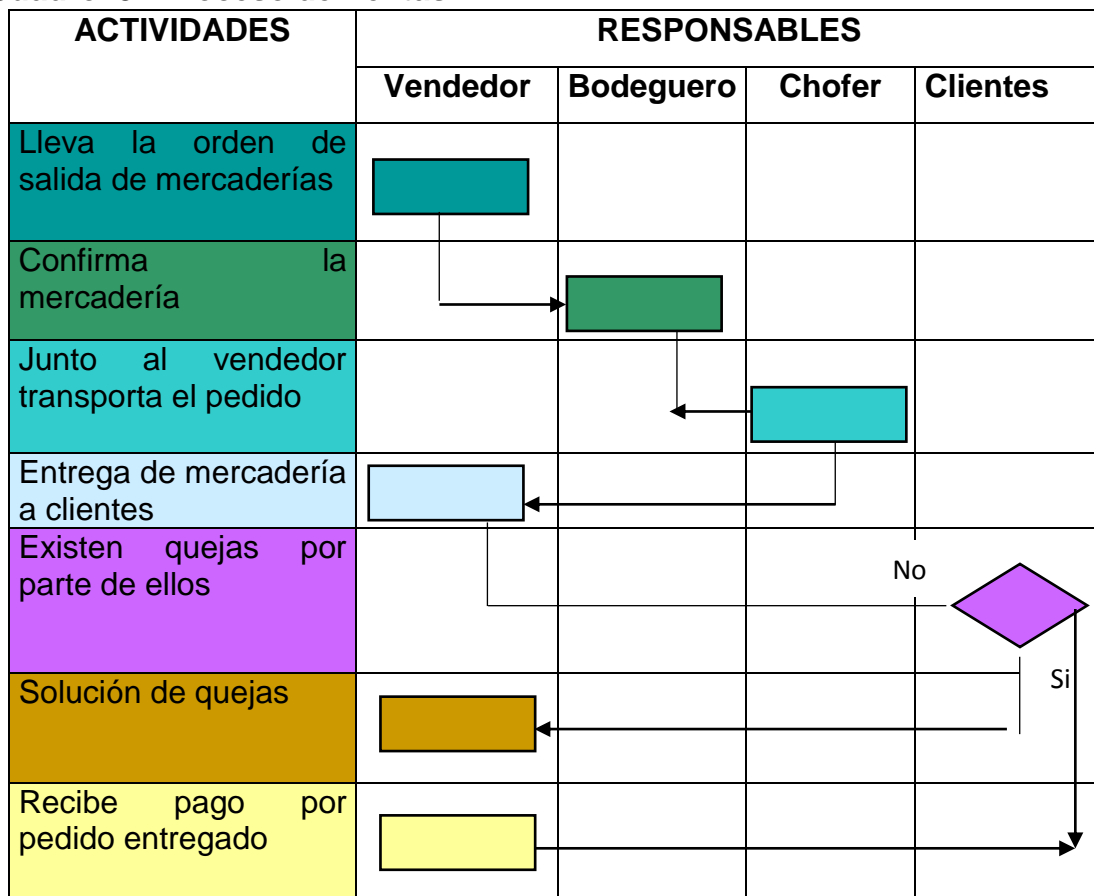 ACTIVIDADES
RESPONSABLES
Vendedor
Bodeguero
Chofer
Clientes
Lleva la orden de
salida de mercaderías
Confirma la
mercadería
Junto al vendedor
transporta el pedido
Entrega de mercadería
a clientes
Existen quejas por
parte de ellos
No
Si
Solución de quejas
Recibe pago por
pedido entregado